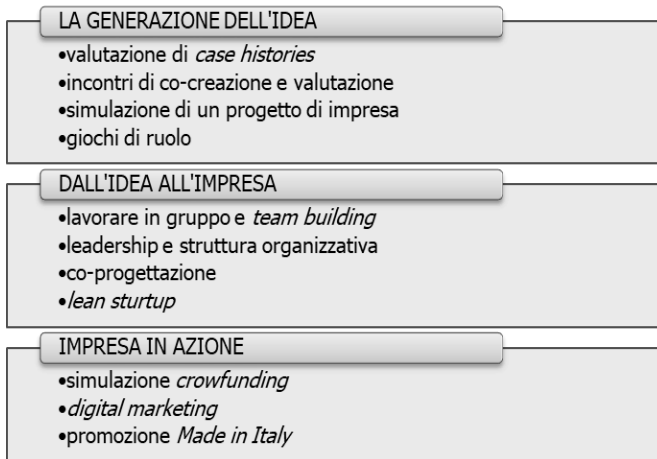 LA GENERAZIONE DELL'IDEA
•valutazione di case histories
•incontri di co-creazione e valutazione
•simulazione di un progetto di impresa
•giochi di ruolo
DALL'IDEA ALL'IMPRESA
•lavorare in gruppo e team building
•leadership e struttura organizzativa
•co-progettazione
•lean sturtup
IMPRESA IN AZIONE
•simulazione crowfunding
•digital marketing
•promozione Made in Italy